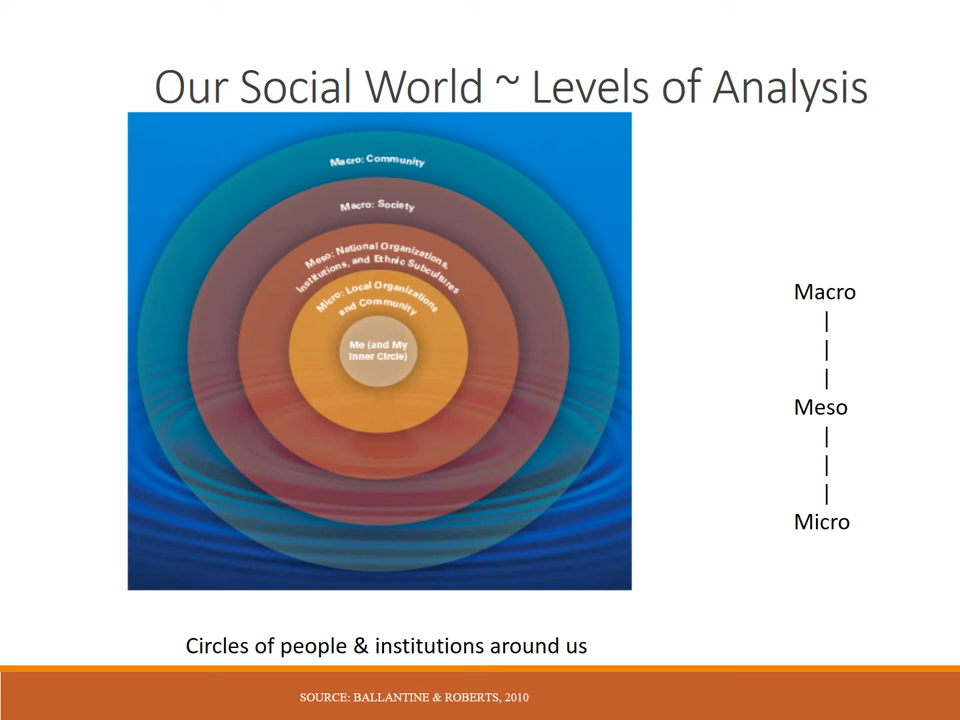 Our Social World ~ Levels of Analysis
Macro: Community
Macro: Society
Meso: National Organizations,
Institutions, and Ethnic Subcultures
Micro: Local Organizations
and Community
Me (and My
Inner Circle)
Macro
|
|
|
Meso
|
|
|
Micro
Circles of people & institutions around us
SOURCE: BALLANTINE & ROBERTS, 2010